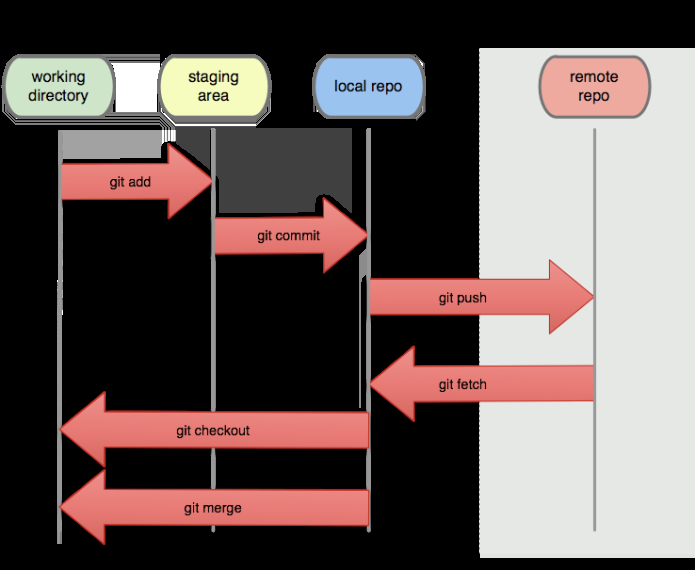 working
directory
staging
area
local repo
remote
repo
git add
git commit
git push
git fetch
git checkout
git merge